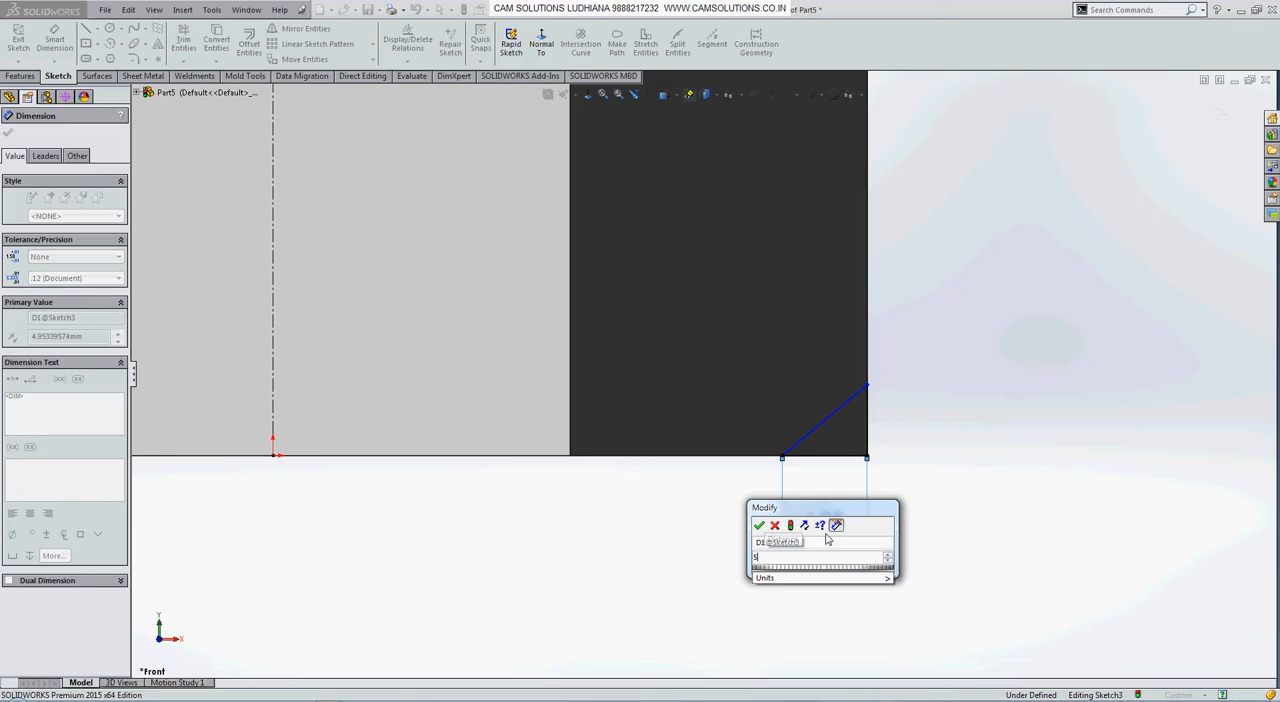 SOLIDWORKS File Edit View Insert Tools Window Help CAM SOLUTIONS LUDHIANA 9888217232 WWW.CAMSOLUTIONS.CO.IN of Part5 * Search Commands
Exit Sketch Smart Dimension Trim Entities Convert Entities Offset Entities Mirror Entities Linear Sketch Pattern Move Entities Display/Delete Relations Repair Sketch Quick Snaps Rapid Sketch Normal To Intersection Curve Make Path Stretch Entities Split Entities Segment Construction Geometry
Features Sketch Surfaces Sheet Metal Weldments Mold Tools Data Migration Direct Editing Evaluate DimXpert SOLIDWORKS Add-Ins SOLIDWORKS MBD
Part5 (Default<<Default>_...
Dimension ?
Value Leaders Other
Style
<NONE>
Tolerance/Precision
None
.12 (Document)
Primary Value
D1@Sketch3
4.95339574mm
Dimension Text
<DIM>
More...
Dual Dimension
Modify
D1@Sketch3
5
Units >
Y
X
*Front
Model 3D Views Motion Study 1
SOLIDWORKS Premium 2015 x64 Edition Under Defined Editing Sketch3 Custom